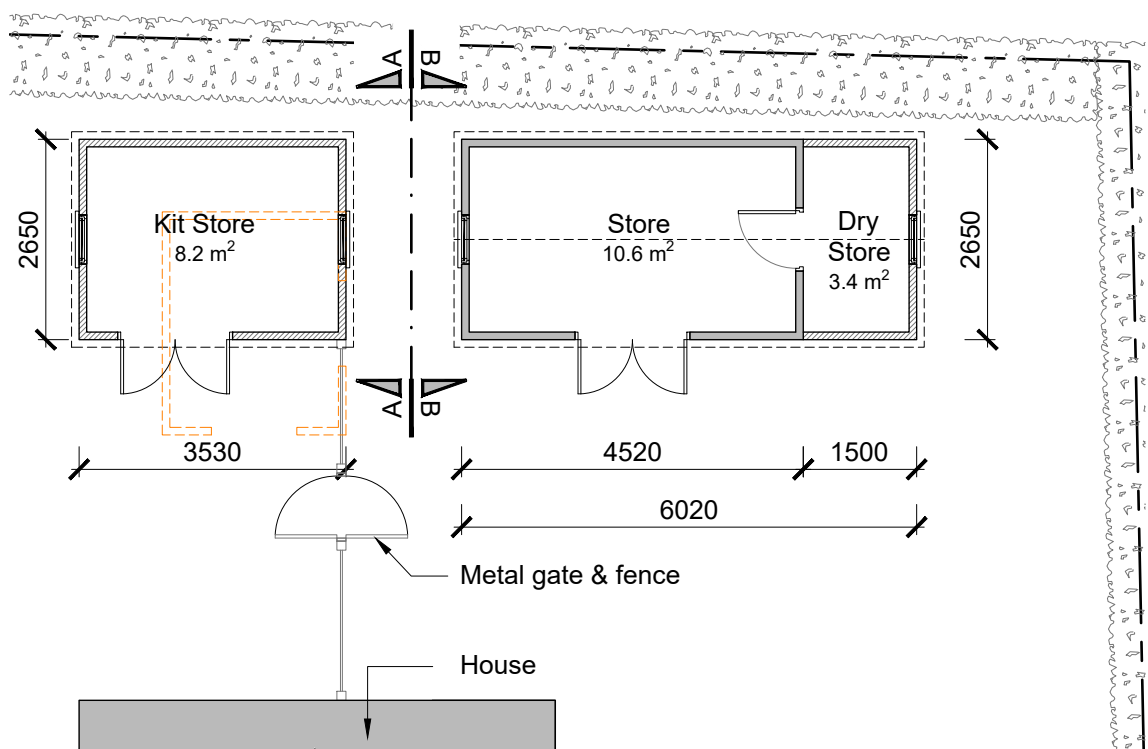 A B
2650
Kit Store
8.2 m²
Store
10.6 m²
Dry
Store
3.4 m²
2650
A B
3530
4520
1500
6020
Metal gate & fence
House